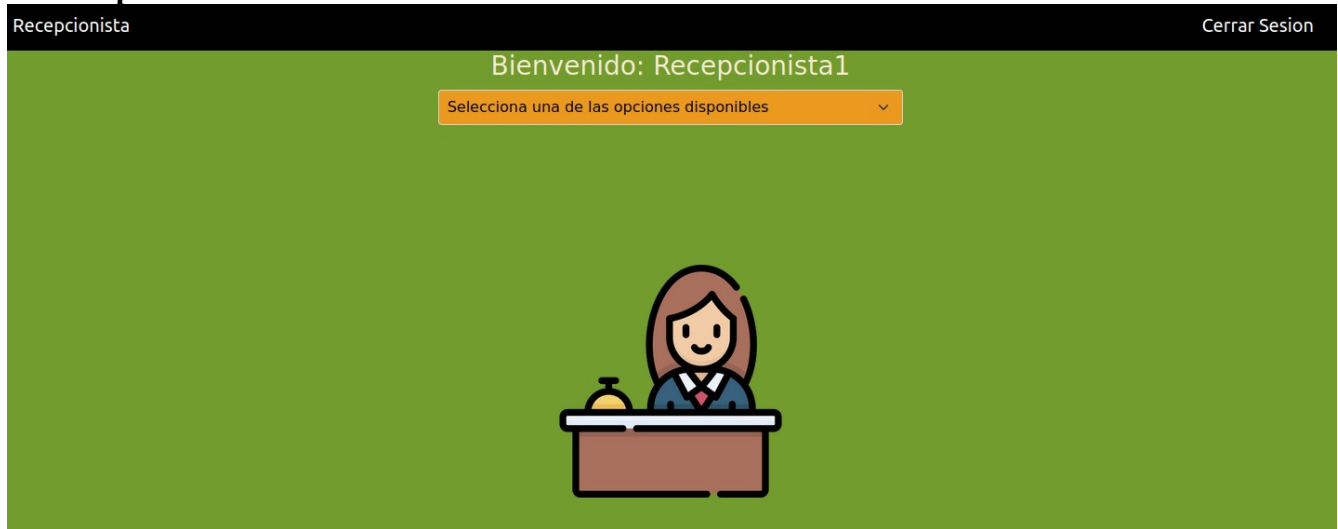 Recepcionista
Cerrar Sesion
Bienvenido: Recepcionista1
Selecciona una de las opciones disponibles